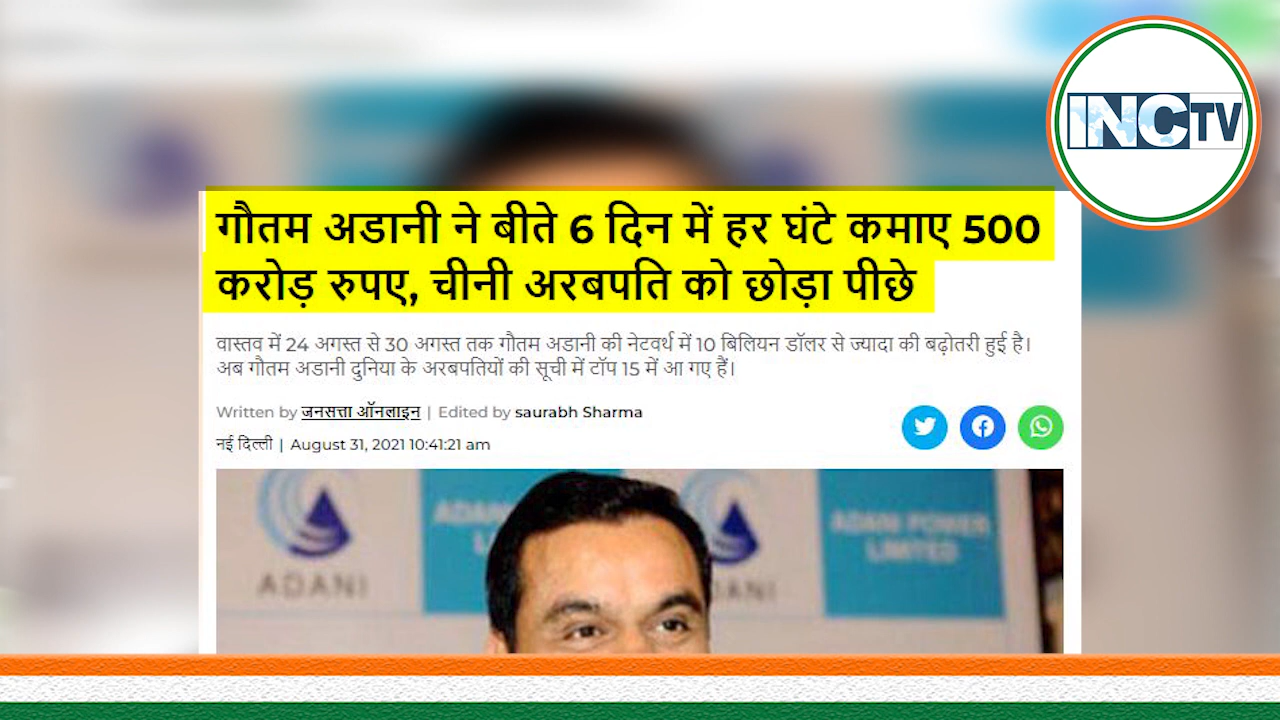 INC TV
गौतम अडानी ने बीते 6 दिन में हर घंटे कमाए 500
करोड़ रुपए, चीनी अरबपति को छोड़ा पीछे
वास्तव में 24 अगस्त से 30 अगस्त तक गौतम अडानी की नेटवर्थ में 10 बिलियन डॉलर से ज्यादा की बढ़ोतरी हुई है।
अब गौतम अडानी दुनिया के अरबपतियों की सूची में टॉप 15 में आ गए हैं।
Written by जनसत्ता ऑनलाइन | Edited by saurabh Sharma
नई दिल्ली | August 31, 2021 10:41:21 am
ADANI POWER
LIMITED
ADANI